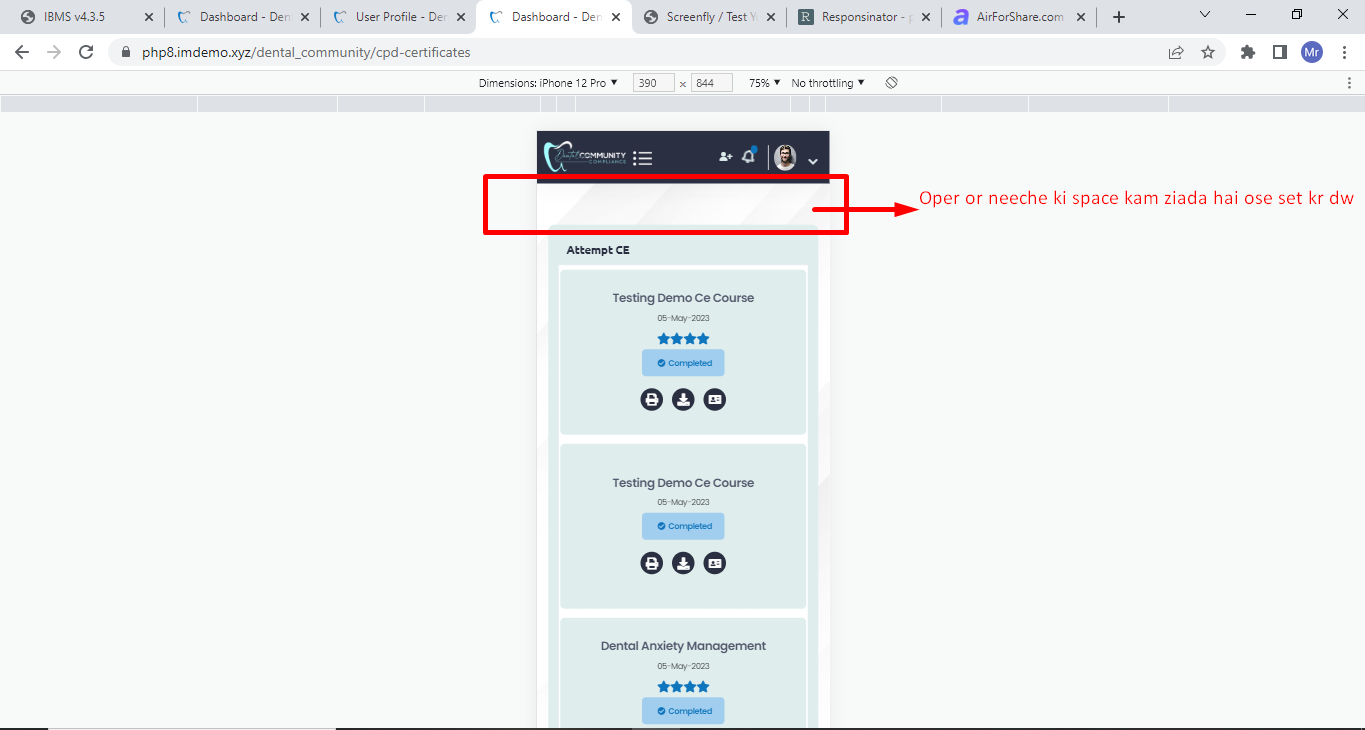 IBMS v4.3.5
Dashboard - Den
User Profile - Der
Dashboard - Den
Screenfly / Test Y
Responsinator - p
AirForShare.com
php8.imdemo.xyz/dental_community/cpd-certificates
Mr
Dimensions: iPhone 12 Pro ▼ 390 × 844 75% ▼ No throttling ▼
Dental COMMUNITY
COMPLIANCE
Oper or neeche ki space kam ziada hai ose set kr dw
Attempt CE
Testing Demo Ce Course
05-May-2023
Completed
Testing Demo Ce Course
05-May-2023
Completed
Dental Anxiety Management
05-May-2023
Completed